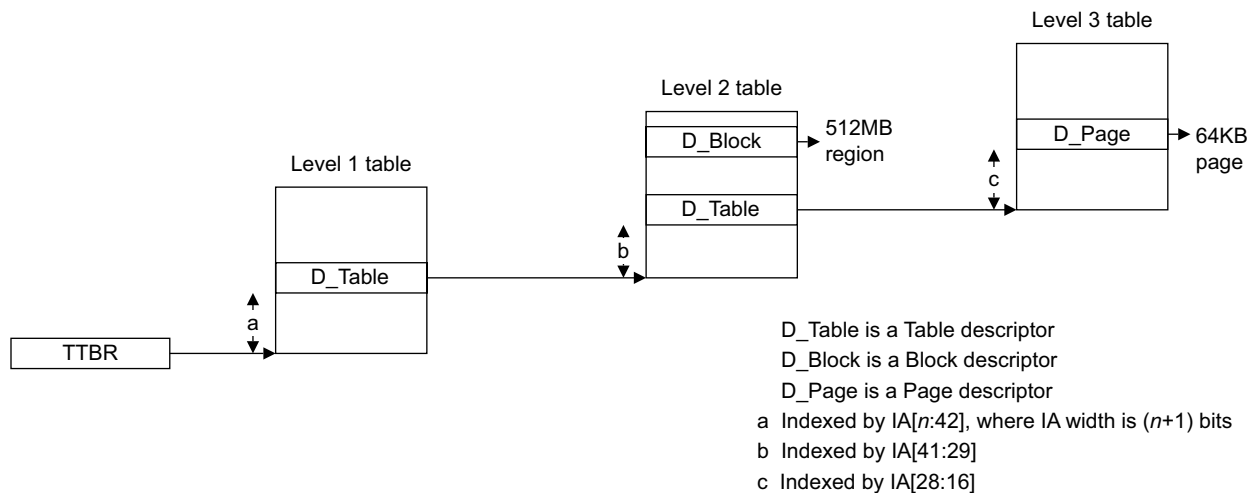 Level 3 table
Level 2 table
D_Block
512MB
region
D_Page
64KB
page
c
Level 1 table
D_Table
b
D_Table
a
TTBR
D_Table is a Table descriptor
D_Block is a Block descriptor
D_Page is a Page descriptor
a Indexed by IA[n:42], where IA width is (n+1) bits
b Indexed by IA[41:29]
c Indexed by IA[28:16]